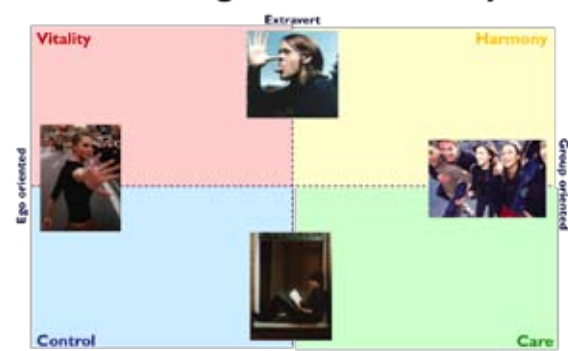 Extravert
Vitality
Harmony
Ego oriented
Group oriented
Control
Care